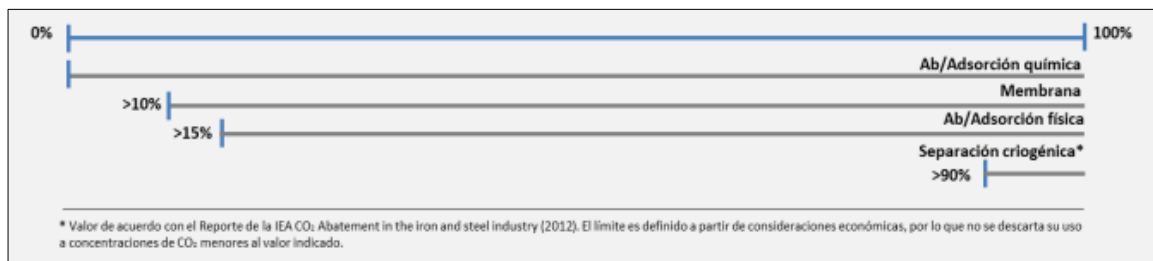 0%
100%
Ab/Adsorción química
Membrana
>10%
Ab/Adsorción física
>15%
Separación criogénica*
>90%
* Valor de acuerdo con el Reporte de la IEA CO₂ Abatement in the iron and steel industry (2012). El límite es definido a partir de consideraciones económicas, por lo que no se descarta su uso
a concentraciones de CO₂ menores al valor indicado.